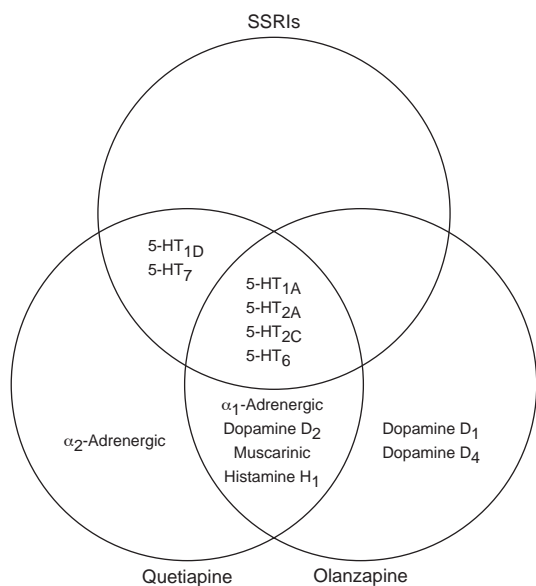 SSRIs
5-HT₁D
5-HT₇
5-HT₁A
5-HT₂A
5-HT₂C
5-HT₆
α₁-Adrenergic
Dopamine D₂
Muscarinic
Histamine H₁
α₂-Adrenergic
Dopamine D₁
Dopamine D₄
Quetiapine
Olanzapine